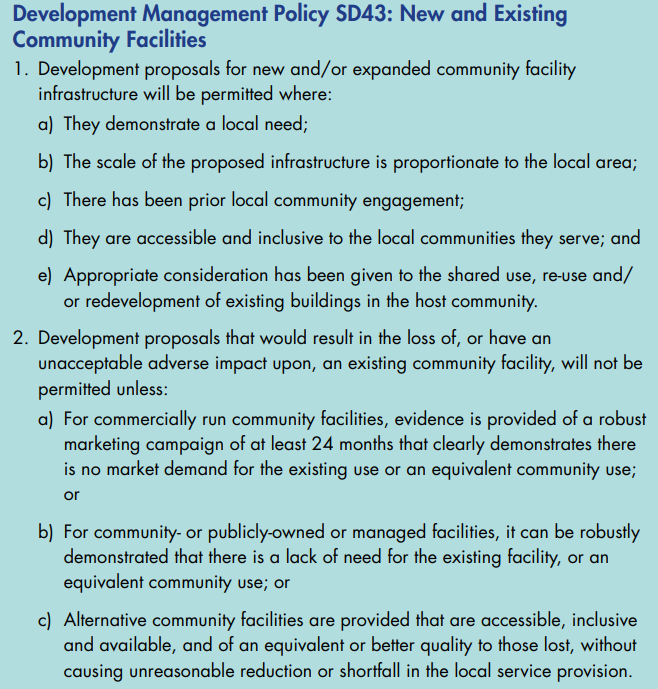 Development Management Policy SD43: New and Existing
Community Facilities
1. Development proposals for new and/or expanded community facility
infrastructure will be permitted where:
a) They demonstrate a local need;
b) The scale of the proposed infrastructure is proportionate to the local area;
c) There has been prior local community engagement;
d) They are accessible and inclusive to the local communities they serve; and
e) Appropriate consideration has been given to the shared use, re-use and/
or redevelopment of existing buildings in the host community.
2. Development proposals that would result in the loss of, or have an
unacceptable adverse impact upon, an existing community facility, will not be
permitted unless:
a) For commercially run community facilities, evidence is provided of a robust
marketing campaign of at least 24 months that clearly demonstrates there
is no market demand for the existing use or an equivalent community use;
or
b) For community- or publicly-owned or managed facilities, it can be robustly
demonstrated that there is a lack of need for the existing facility, or an
equivalent community use; or
c) Alternative community facilities are provided that are accessible, inclusive
and available, and of an equivalent or better quality to those lost, without
causing unreasonable reduction or shortfall in the local service provision.